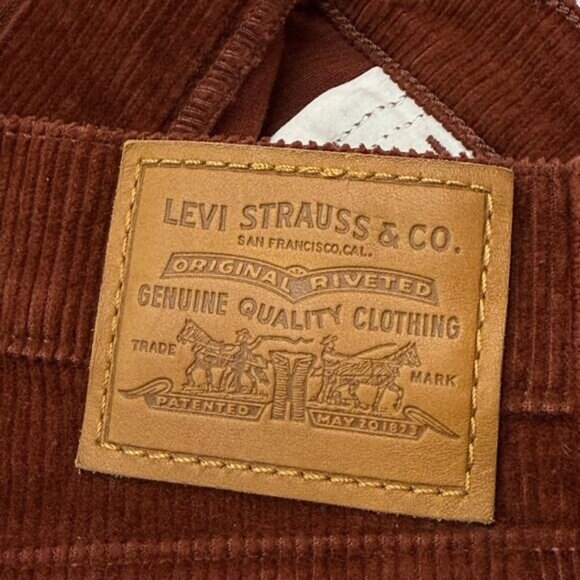 LEVI STRAUSS & CO.
SAN FRANCISCO, CAL.
ORIGINAL RIVETED
GENUINE QUALITY CLOTHING
TRADE MARK
PATENTED MAY 20 1873